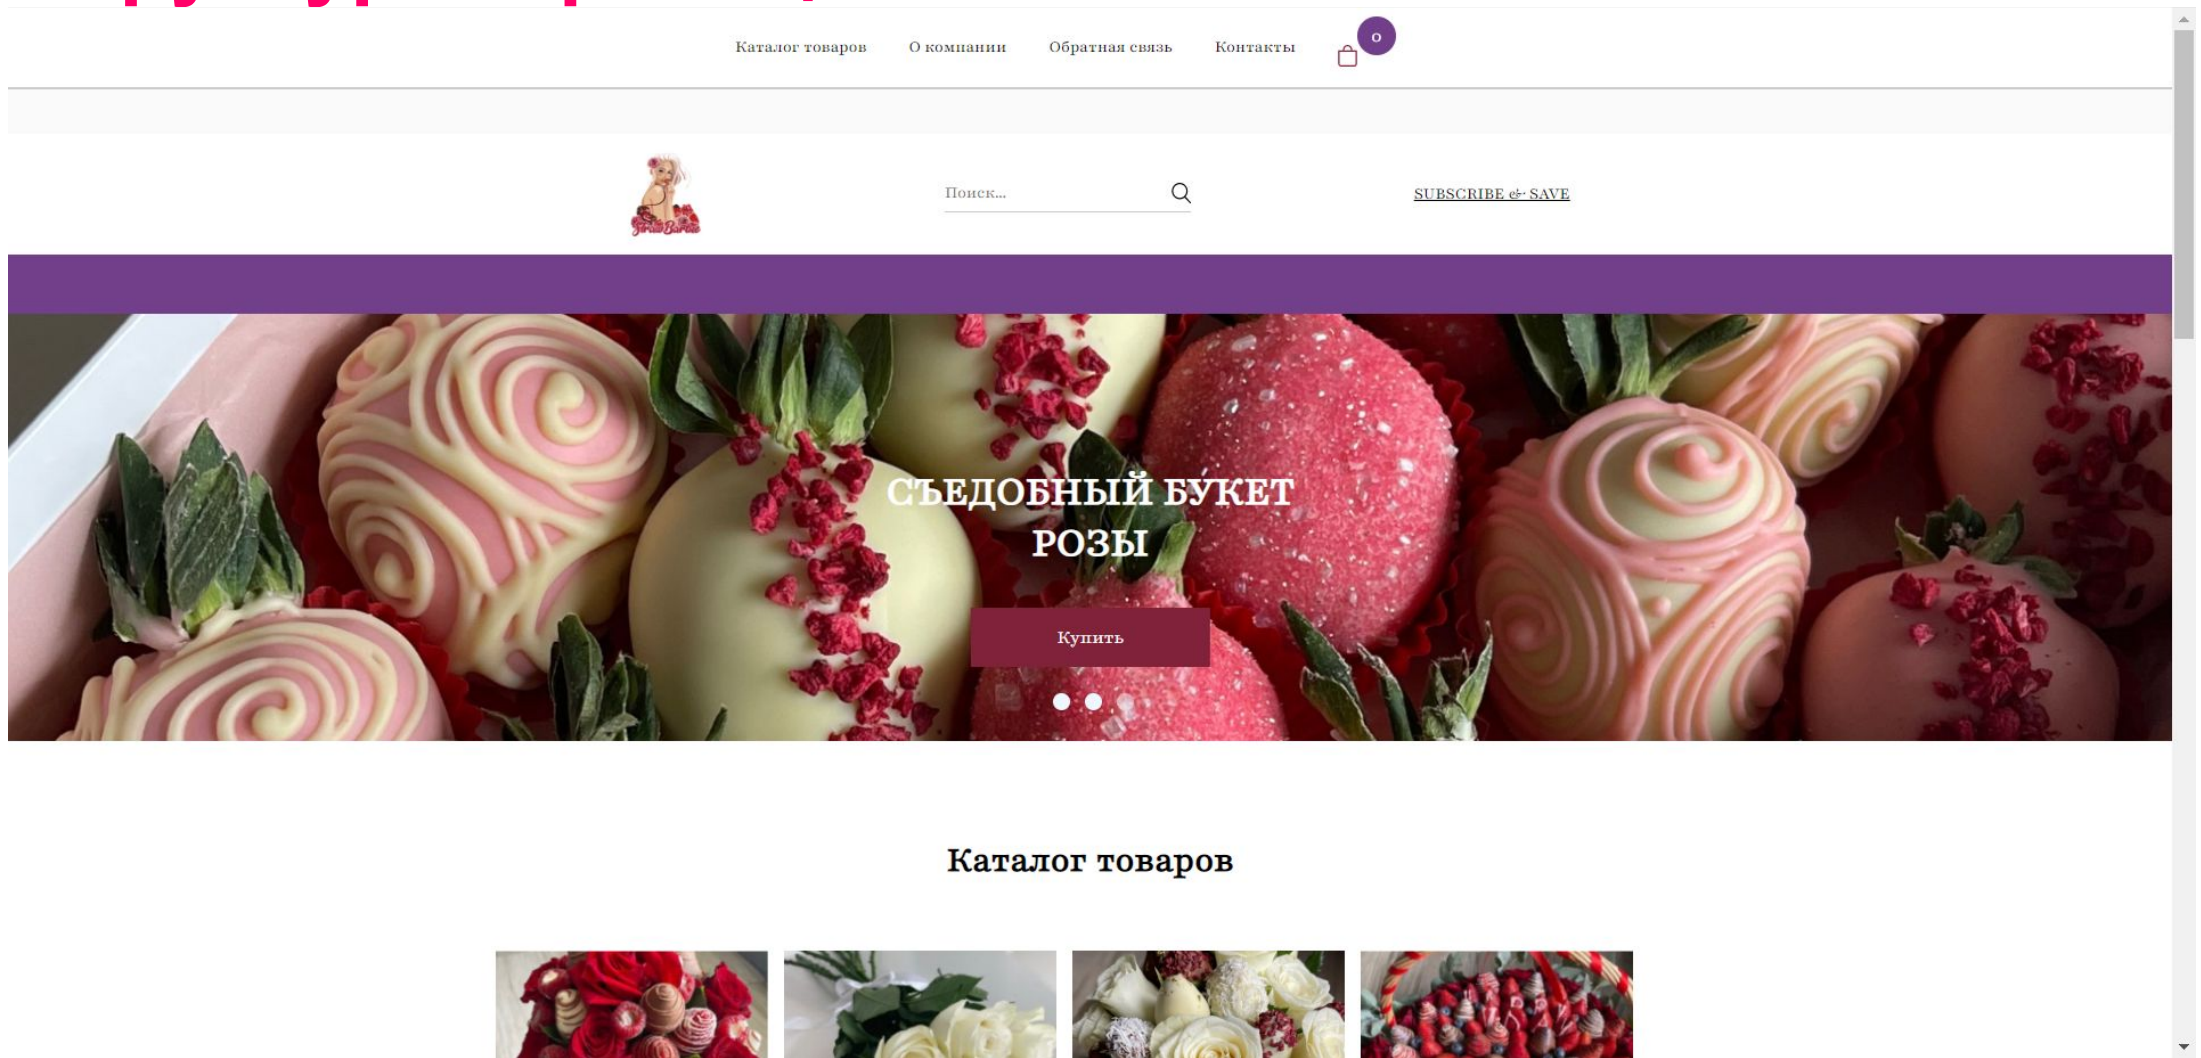 Каталог товаров О компании Обратная связь Контакты 0
Поиск...
SUBSCRIBE & SAVE
СЪЕДОБНЫЙ БУКЕТ
РОЗЫ
Купить
Каталог товаров